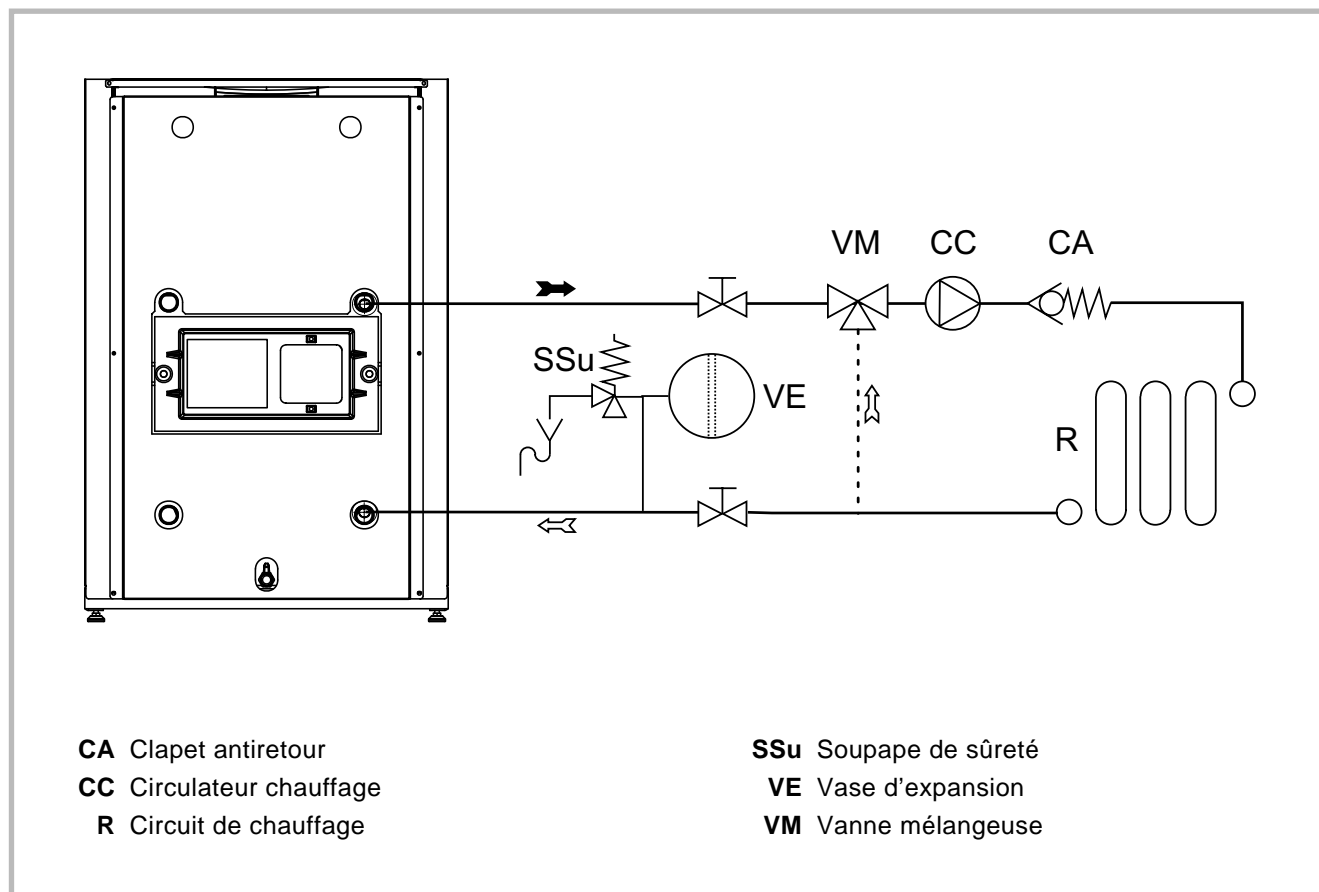 VM CC CA
SSu
VE
R
CA Clapet antiretour
CC Circulateur chauffage
R Circuit de chauffage
SSu Soupape de sûreté
VE Vase d’expansion
VM Vanne mélangeuse